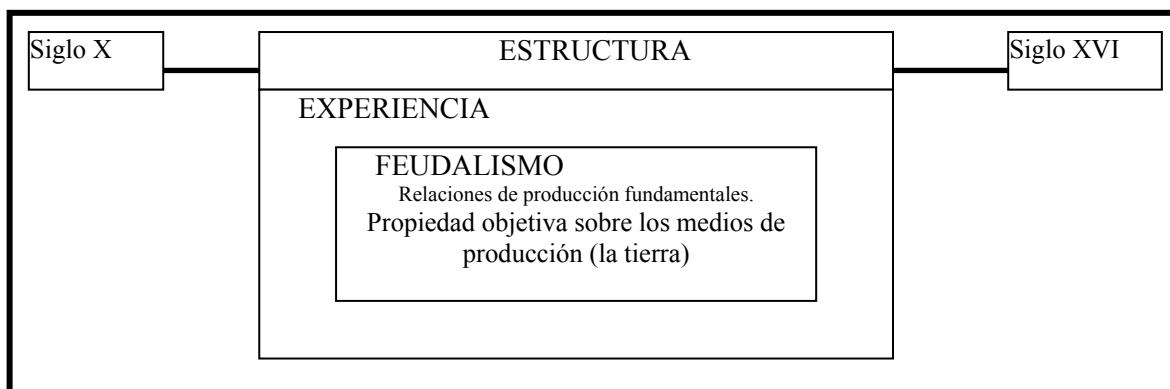 Siglo X
ESTRUCTURA
Siglo XVI
EXPERIENCIA
FEUDALISMO
Relaciones de producción fundamentales.
Propiedad objetiva sobre los medios de
producción (la tierra)